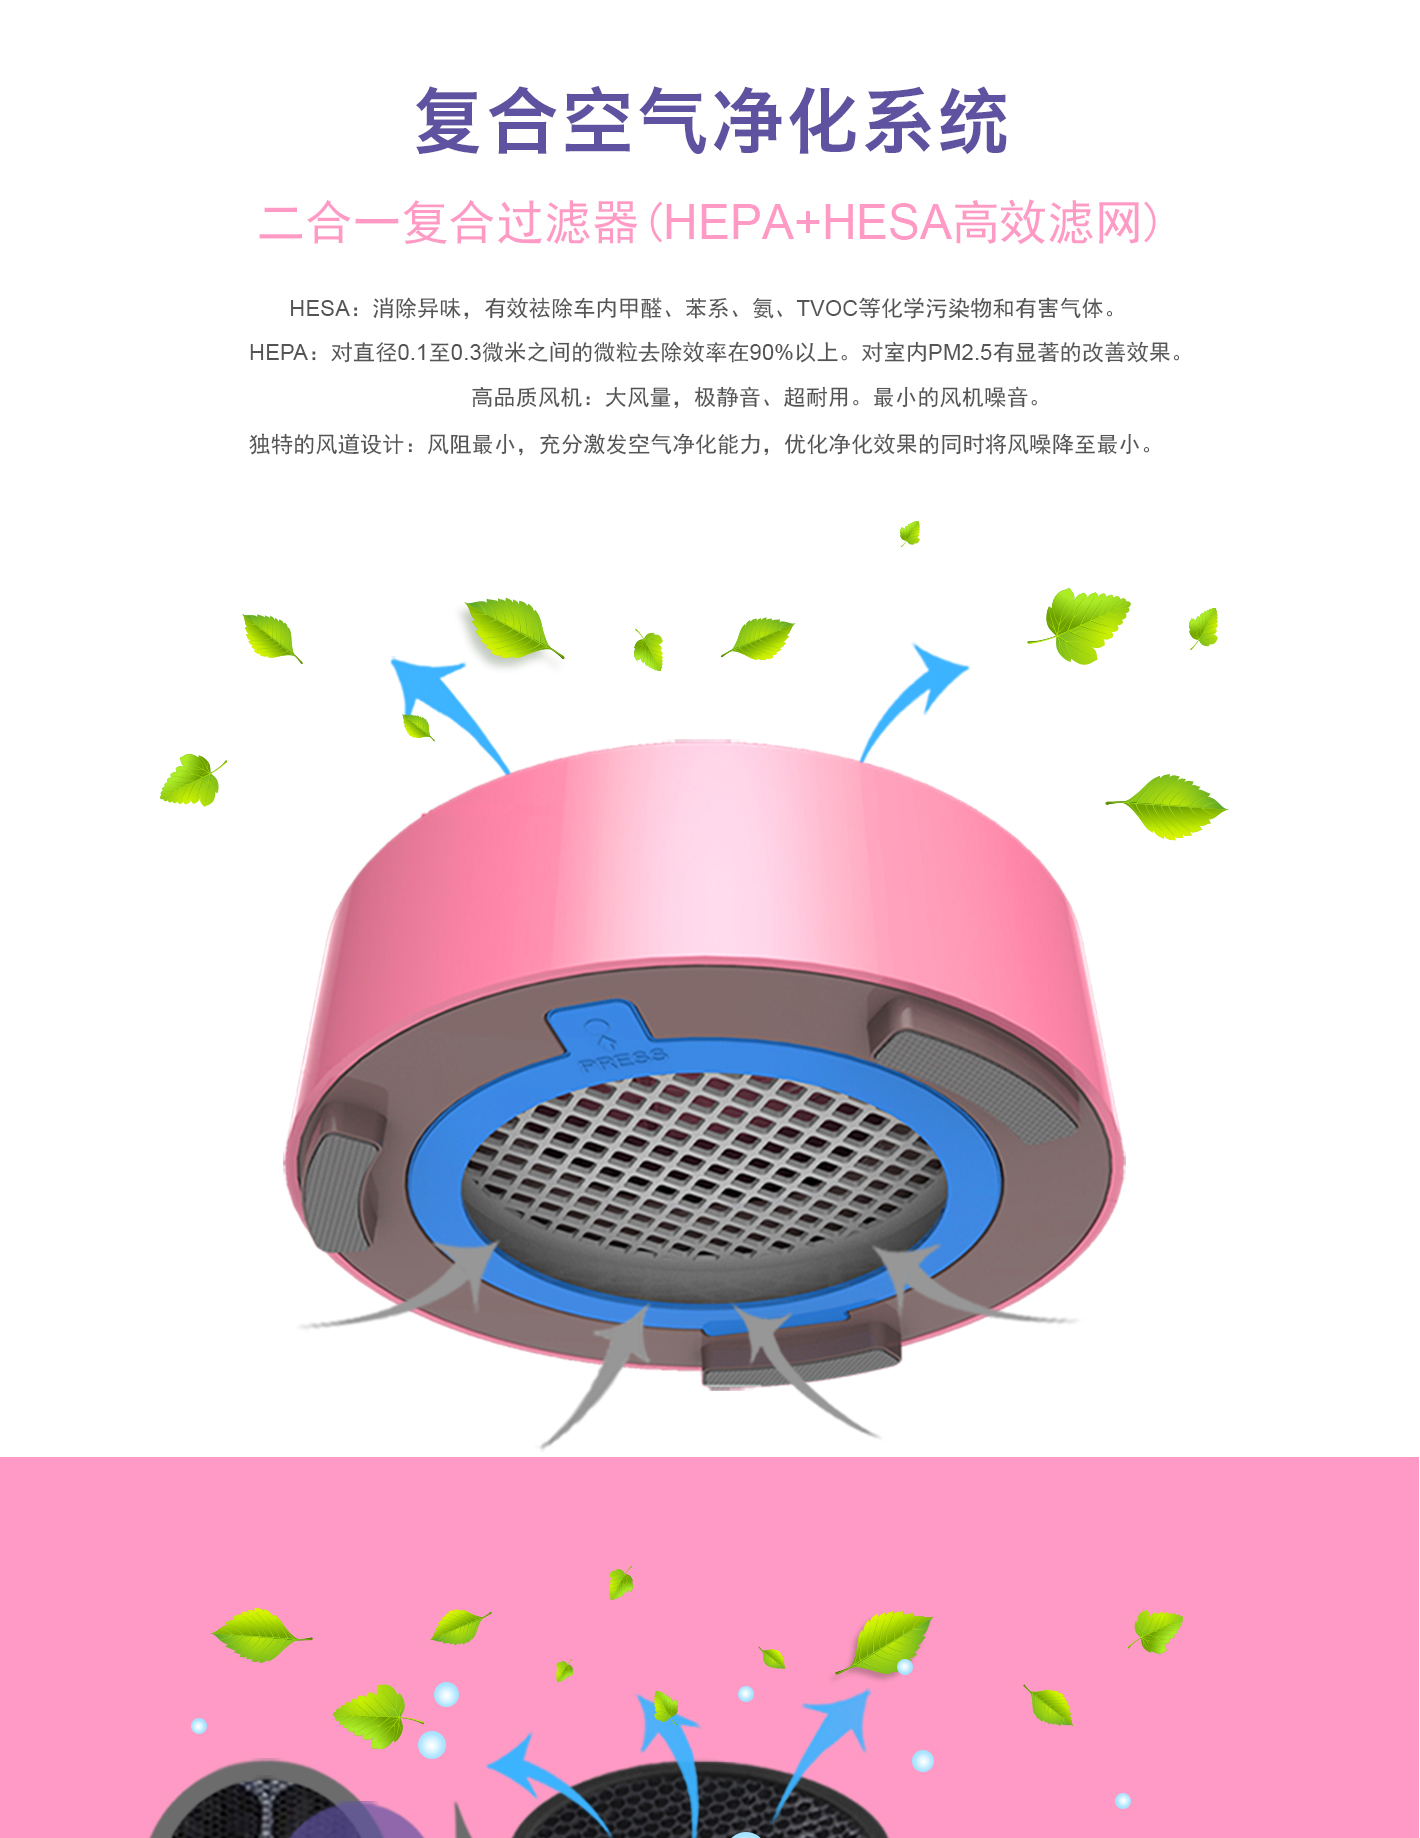 复合空气净化系统
二合一复合过滤器(HEPA+HESA高效滤网)
HESA：消除异味，有效祛除车内甲醛、苯系、氨、TVOC等化学污染物和有害气体。
HEPA：对直径0.1至0.3微米之间的微粒去除效率在90%以上。对室内PM2.5有显著的改善效果。
高品质风机：大风量，极静音、超耐用。最小的风机噪音。
独特的风道设计：风阻最小，充分激发空气净化能力，优化净化效果的同时将风噪降至最小。
PRESS